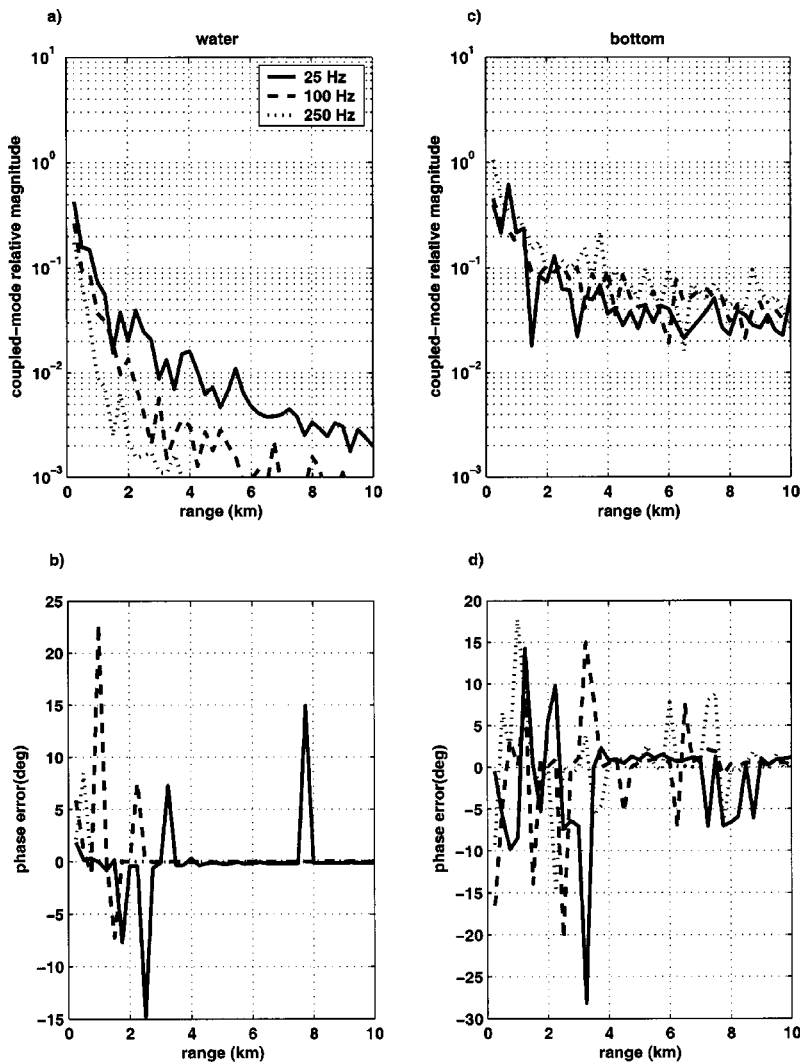 a)
water
10^1
10^0
10^-1
10^-2
10^-3
coupled-mode relative magnitude
25 Hz
100 Hz
250 Hz
0 2 4 6 8 10
range (km)
c)
bottom
10^1
10^0
10^-1
10^-2
10^-3
coupled-mode relative magnitude
0 2 4 6 8 10
range (km)
b)
25
20
15
10
5
0
-5
-10
-15
phase error(deg)
0 2 4 6 8 10
range (km)
d)
20
15
10
5
0
-5
-10
-15
-20
-25
-30
phase error(deg)
0 2 4 6 8 10
range (km)